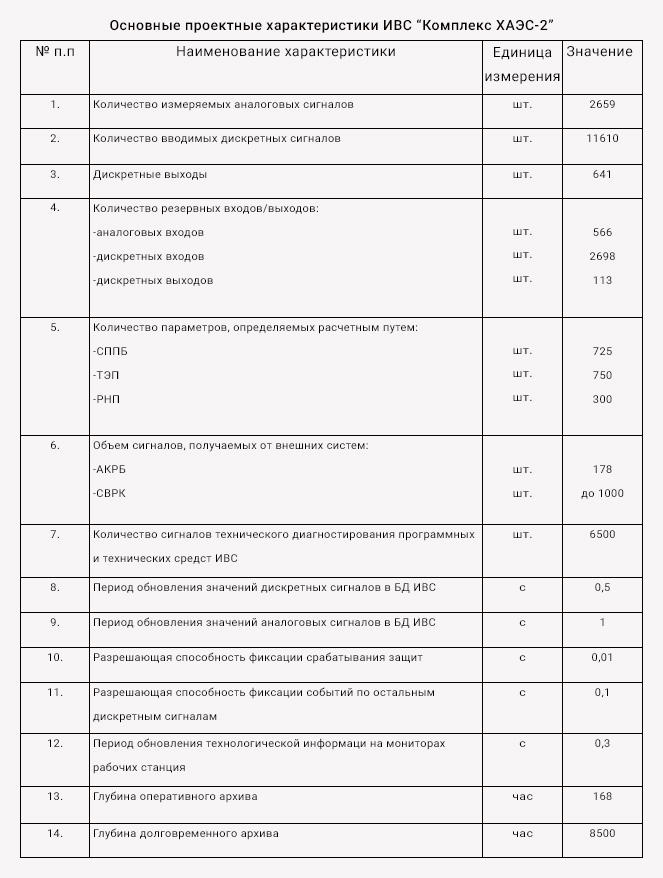 Основные проектные характеристики ИВС “Комплекс ХАЭС-2”
№ п.п Наименование характеристики Единица измерения Значение
1. Количество измеряемых аналоговых сигналов шт. 2659
2. Количество вводимых дискретных сигналов шт. 11610
3. Дискретные выходы шт. 641
4. Количество резервных входов/выходов:
-аналоговых входов шт. 566
-дискретных входов шт. 2698
-дискретных выходов шт. 113
5. Количество параметров, определяемых расчетным путем:
-СППБ шт. 725
-ТЭП шт. 750
-РНП шт. 300
6. Объем сигналов, получаемых от внешних систем:
-АКРБ шт. 178
-СВРК шт. до 1000
7. Количество сигналов технического диагностирования программных шт. 6500
и технических средст ИВС
8. Период обновления значений дискретных сигналов в БД ИВС с 0,5
9. Период обновления значений аналоговых сигналов в БД ИВС с 1
10. Разрешающая способность фиксации срабатывания защит с 0,01
11. Разрешающая способность фиксации событий по остальным с 0,1
дискретным сигналам
12. Период обновления технологической информаци на мониторах с 0,3
рабочих станция
13. Глубина оперативного архива час 168
14. Глубина долговременного архива час 8500